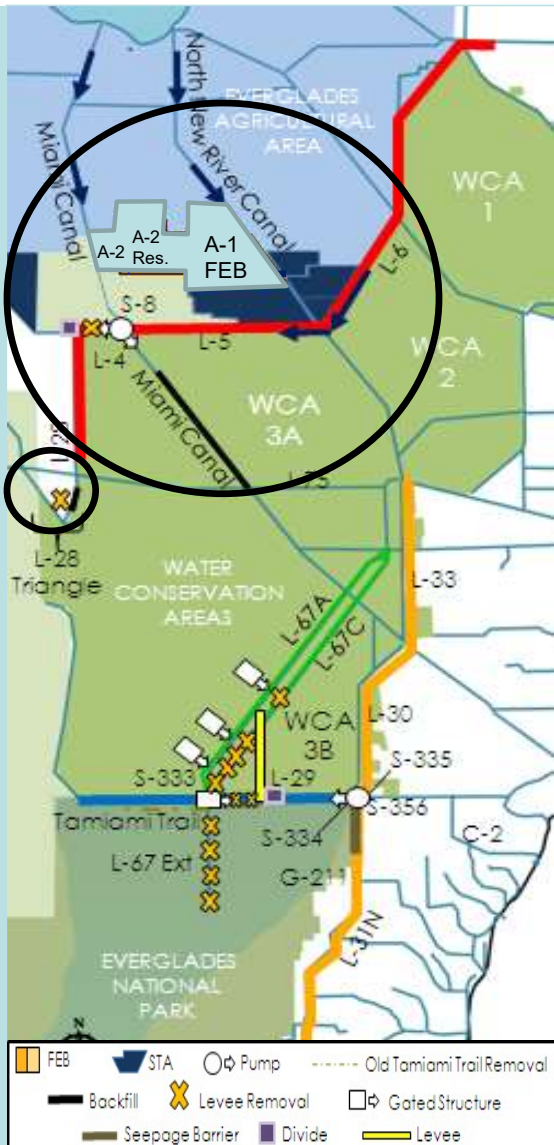 North New River Canal
EVERGLADES
AGRICULTURAL
AREA
Miami Canal
WCA
1
A-2
A-2
Res.
A-1
FEB
L-6
S-8
L-5
L-4
WCA
2
WCA
3A
Miami Canal
L-28
L-28
Triangle
WATER
CONSERVATION
AREAS
L-33
L-67A
L-67C
L-30
WCA
3B
S-335
S-333
L-29
S-356
Tamiami Trail
S-334
C-2
L-67 Ext
G-211
L-31N
EVERGLADES
NATIONAL
PARK
FEB
STA
Pump
Old Tamiami Trail Removal
Backfill
Levee Removal
Gated Structure
Seepage Barrier
Divide
Levee